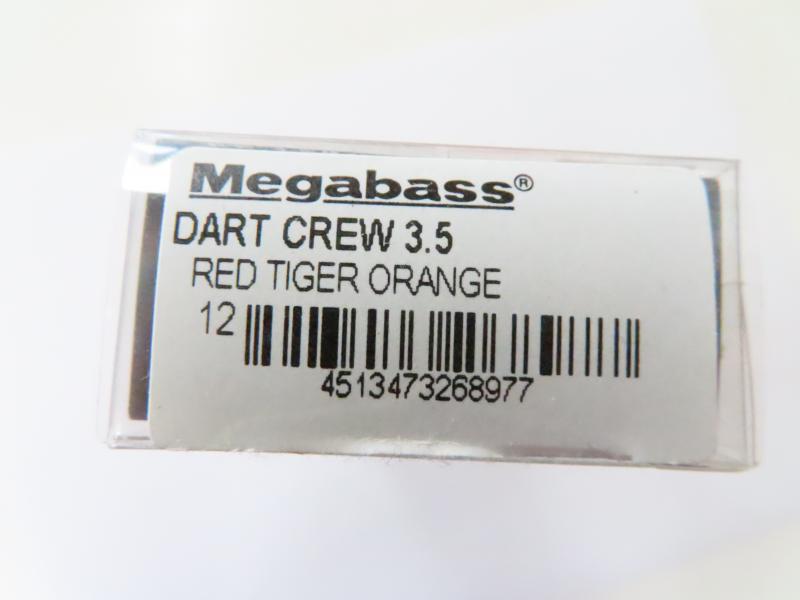 Megabass®
DART CREW 3.5
RED TIGER ORANGE
12
4513473268977